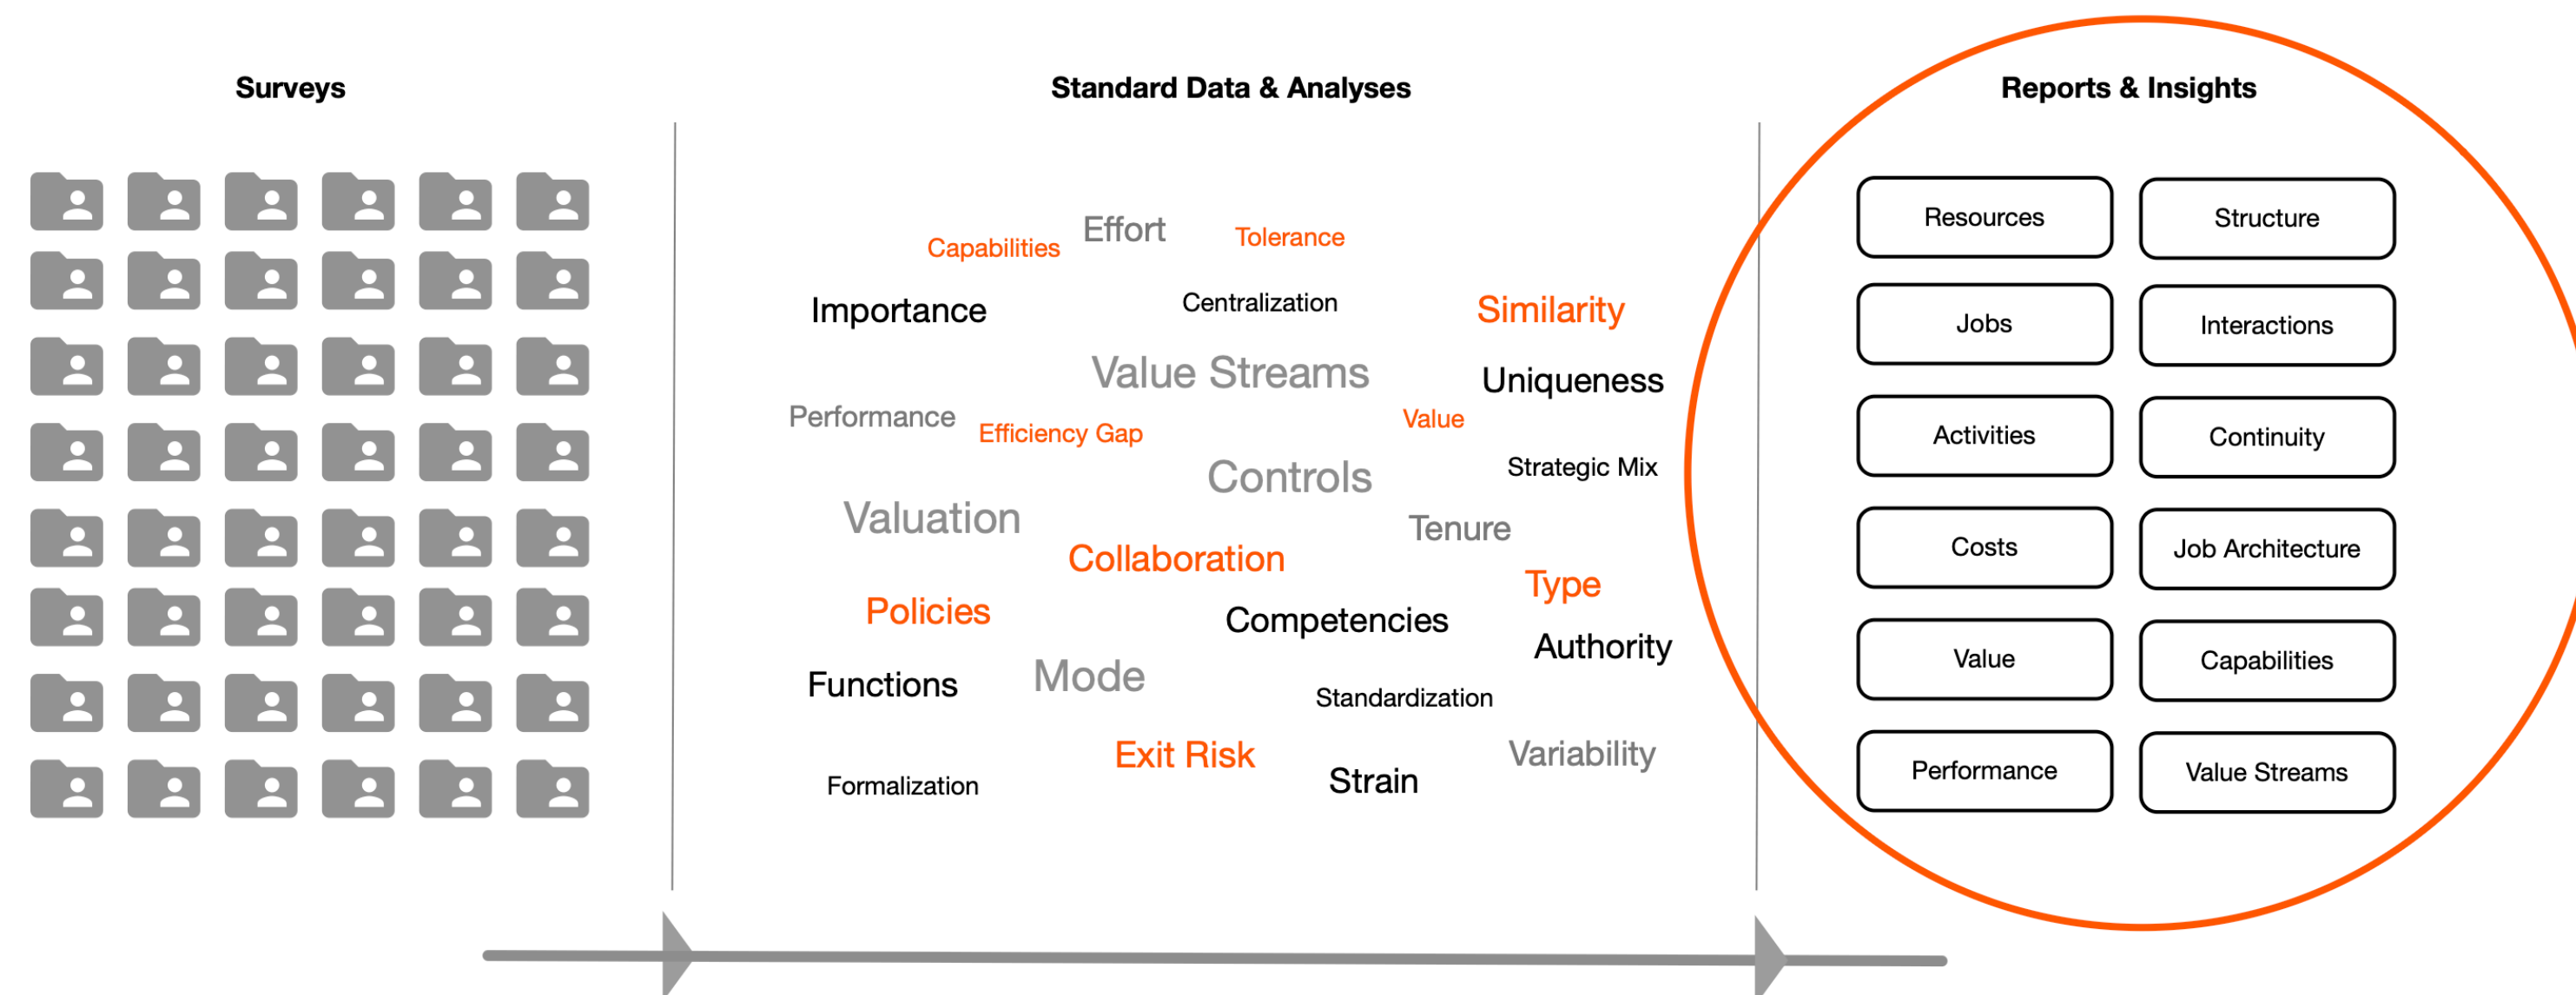 Surveys
Standard Data & Analyses
Reports & Insights
Effort
Tolerance
Capabilities
Importance
Centralization
Similarity
Value Streams
Uniqueness
Performance
Efficiency Gap
Value
Controls
Strategic Mix
Valuation
Tenure
Collaboration
Type
Policies
Competencies
Authority
Functions
Mode
Standardization
Exit Risk
Variability
Formalization
Strain
Resources
Structure
Jobs
Interactions
Activities
Continuity
Costs
Job Architecture
Value
Capabilities
Performance
Value Streams